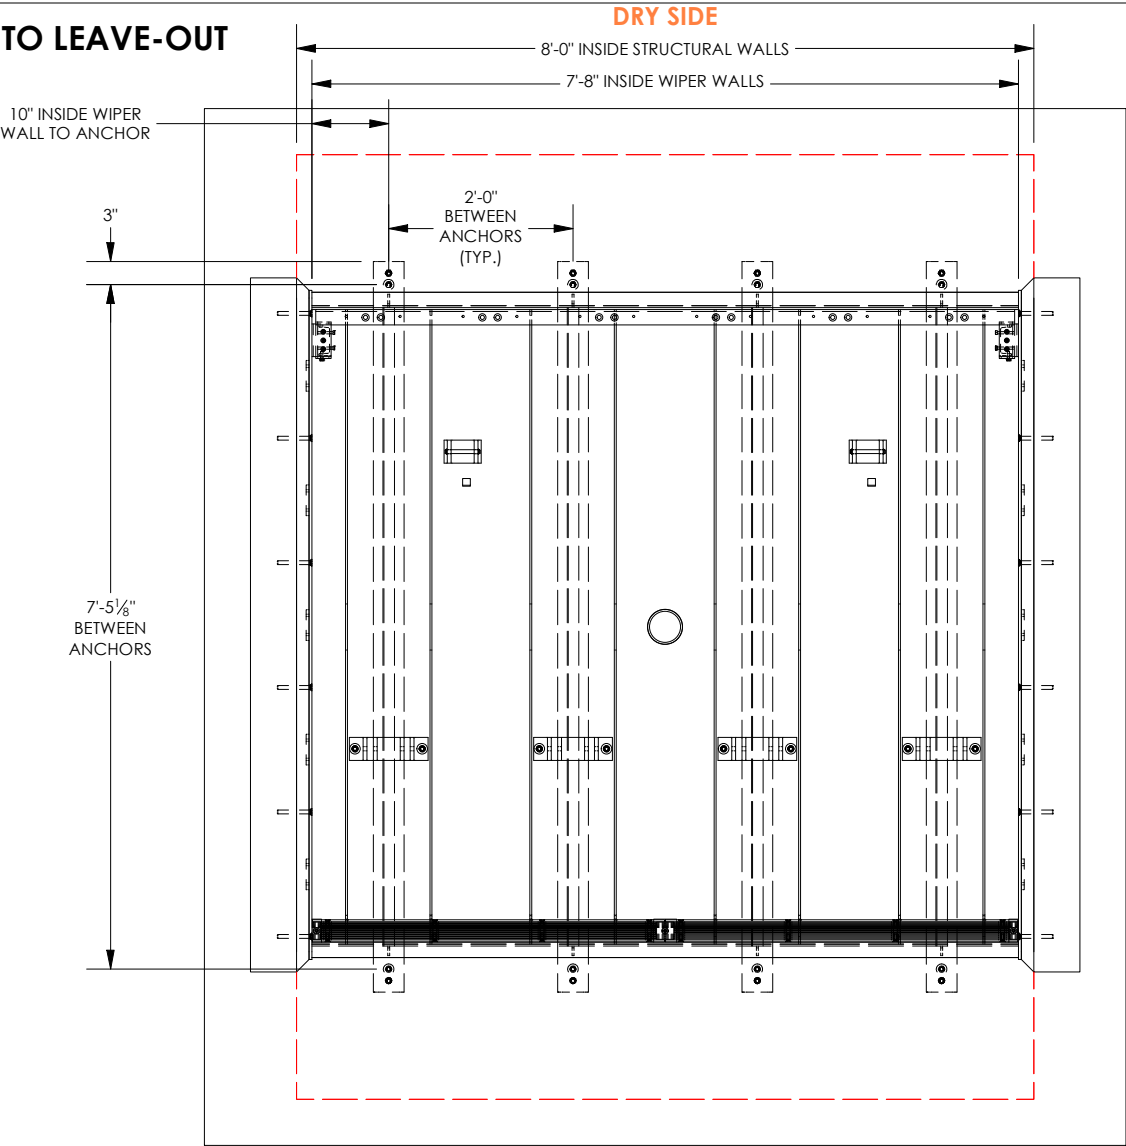 DRY SIDE
TO LEAVE-OUT
8'-0" INSIDE STRUCTURAL WALLS
7'-8" INSIDE WIPER WALLS
10" INSIDE WIPER
WALL TO ANCHOR
2'-0"
BETWEEN
ANCHORS
(TYP.)
3"
7'-5⅛"
BETWEEN
ANCHORS